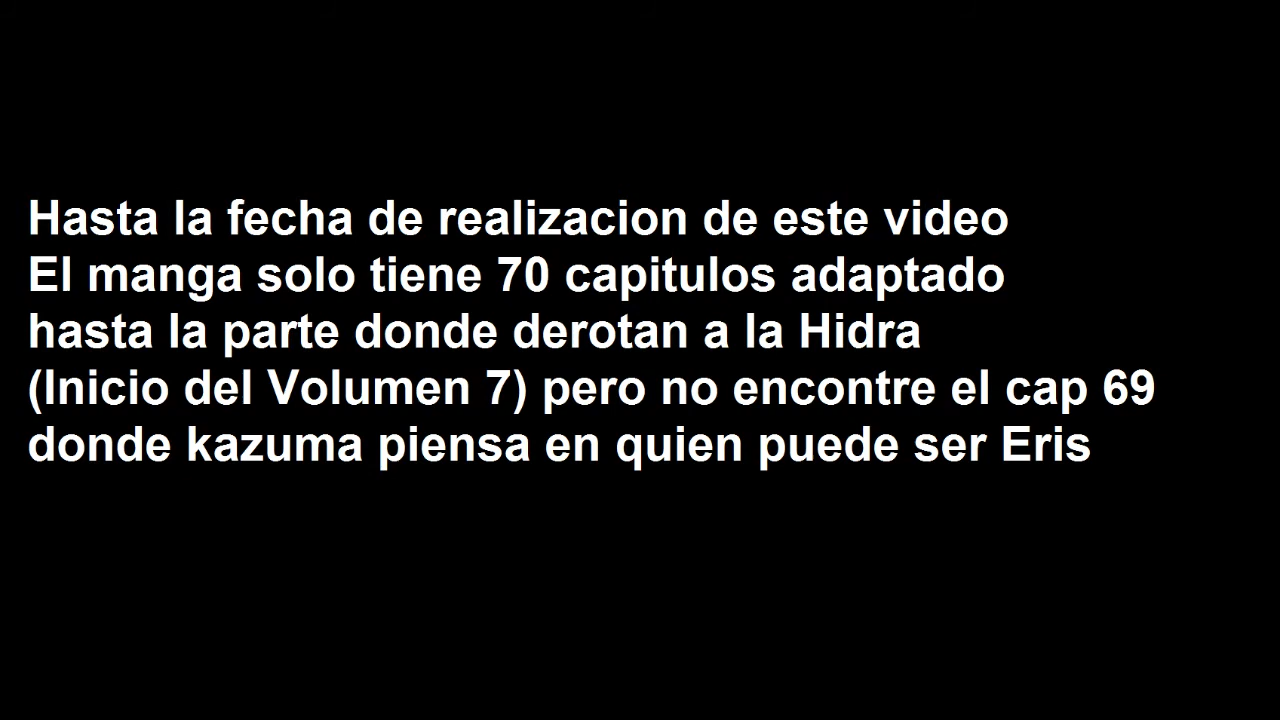 Hasta la fecha de realizacion de este video
El manga solo tiene 70 capitulos adaptado
hasta la parte donde derotan a la Hidra
(Inicio del Volumen 7) pero no encontre el cap 69
donde kazuma piensa en quien puede ser Eris